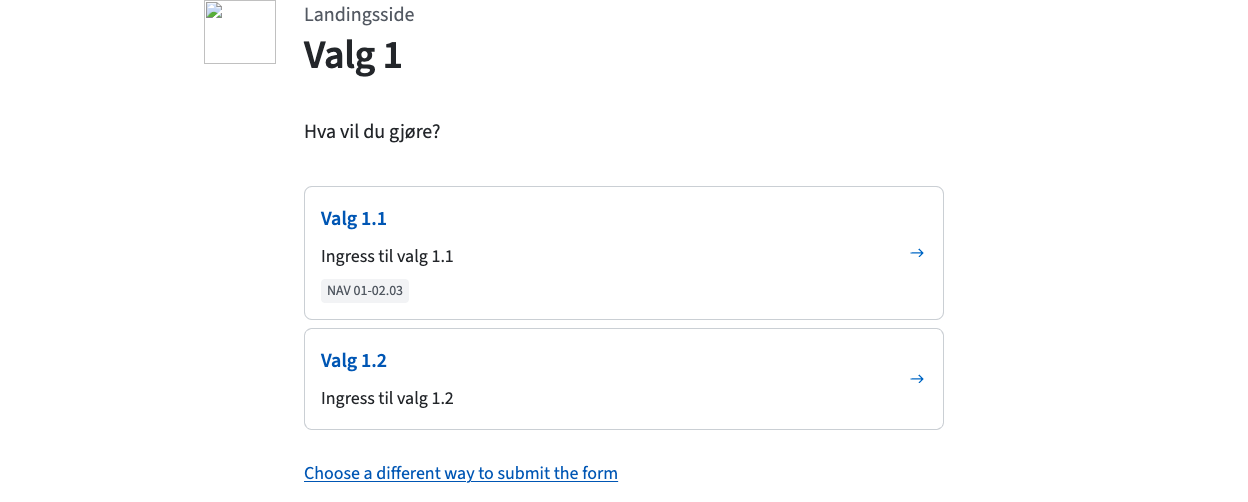 Landingsside
Valg 1
Hva vil du gjøre?
Valg 1.1
Ingress til valg 1.1
NAV 01-02.03
Valg 1.2
Ingress til valg 1.2
Choose a different way to submit the form